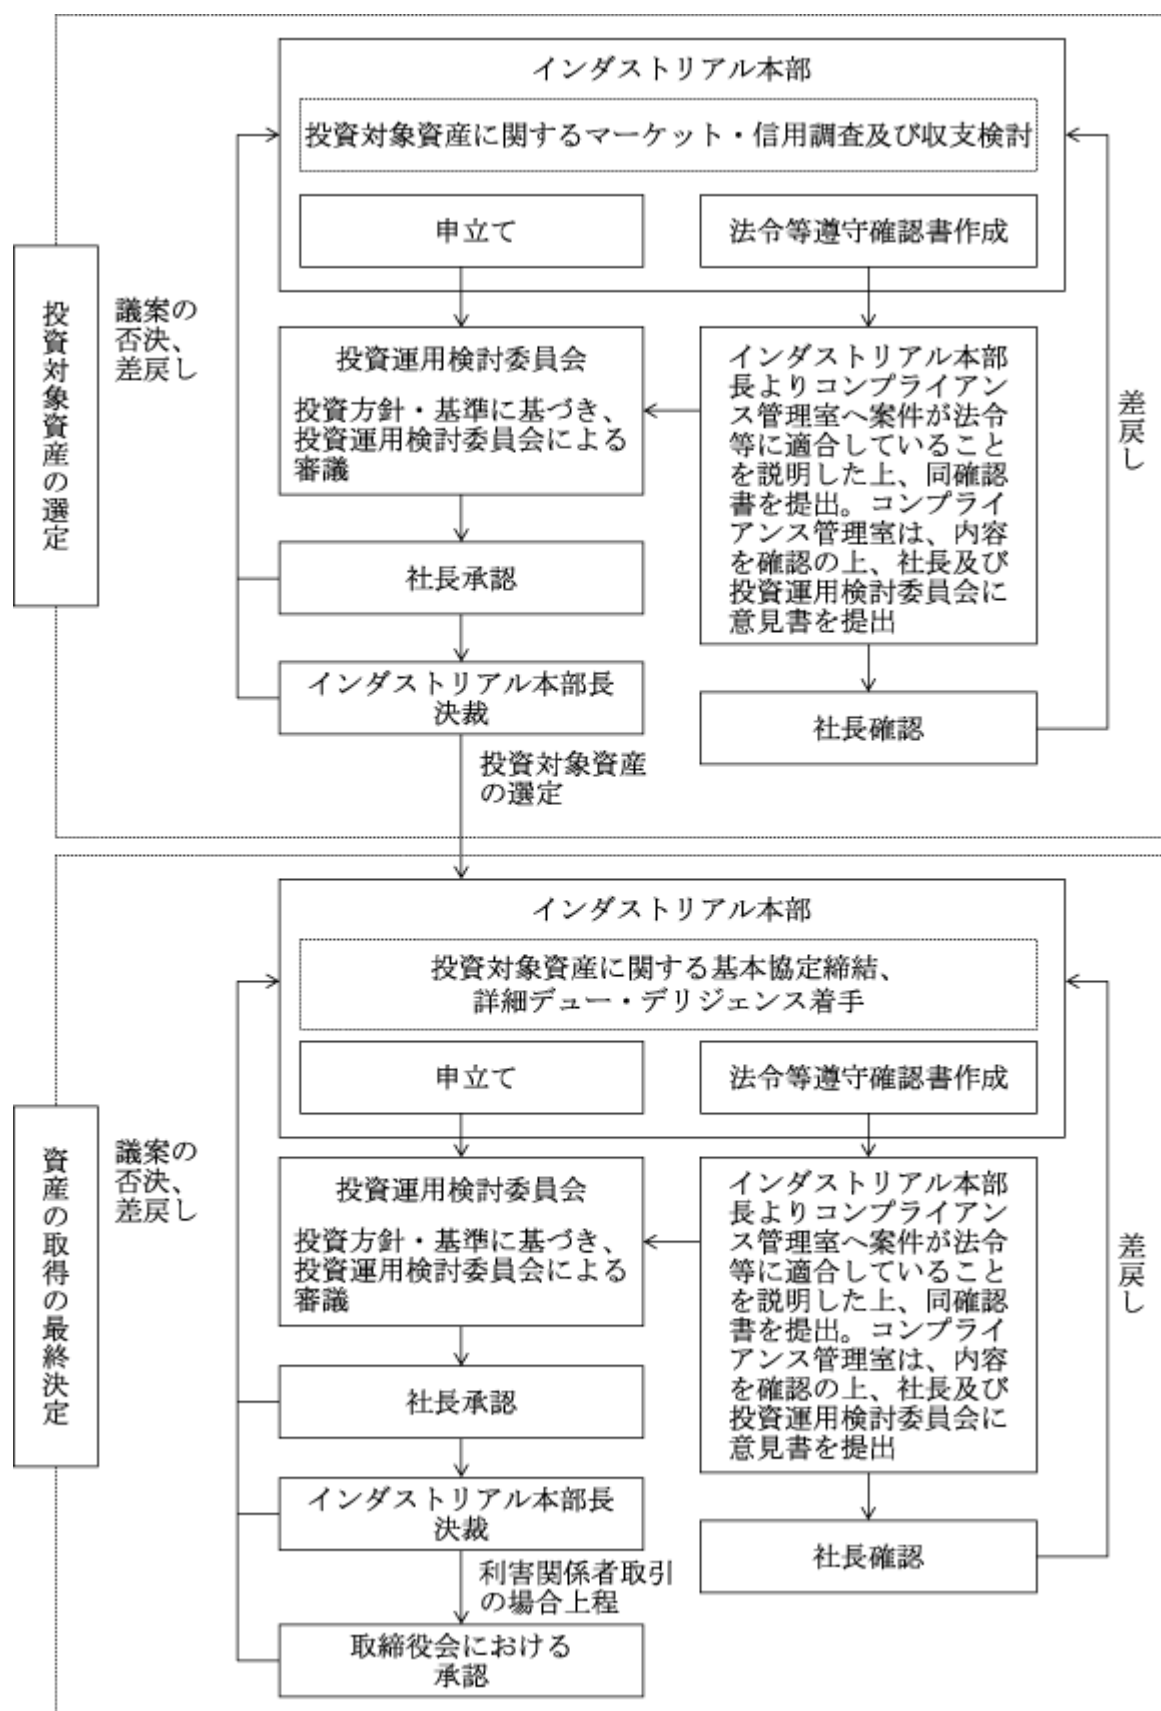 投資対象資産の選定
インダストリアル本部
投資対象資産に関するマーケット・信用調査及び収支検討
申立て
法令等遵守確認書作成
議案の
否決、
差戻し
投資運用検討委員会
投資方針・基準に基づき、
投資運用検討委員会による
審議
インダストリアル本部
長よりコンプライアン
ス管理室へ案件が法令
等に適合していること
を説明した上、同確認
書を提出。コンプライ
アンス管理室は、内容
を確認の上、社長及び
投資運用検討委員会に
意見書を提出
差戻し
社長承認
インダストリアル本部長
決裁
社長確認
投資対象資産
の選定
資産の取得の最終決定
インダストリアル本部
投資対象資産に関する基本協定締結、
詳細デュー・デリジェンス着手
申立て
法令等遵守確認書作成
議案の
否決、
差戻し
投資運用検討委員会
投資方針・基準に基づき、
投資運用検討委員会による
審議
インダストリアル本部
長よりコンプライアン
ス管理室へ案件が法令
等に適合していること
を説明した上、同確認
書を提出。コンプライ
アンス管理室は、内容
を確認の上、社長及び
投資運用検討委員会に
意見書を提出
差戻し
社長承認
インダストリアル本部長
決裁
社長確認
利害関係者取引
の場合上程
取締役会における
承認